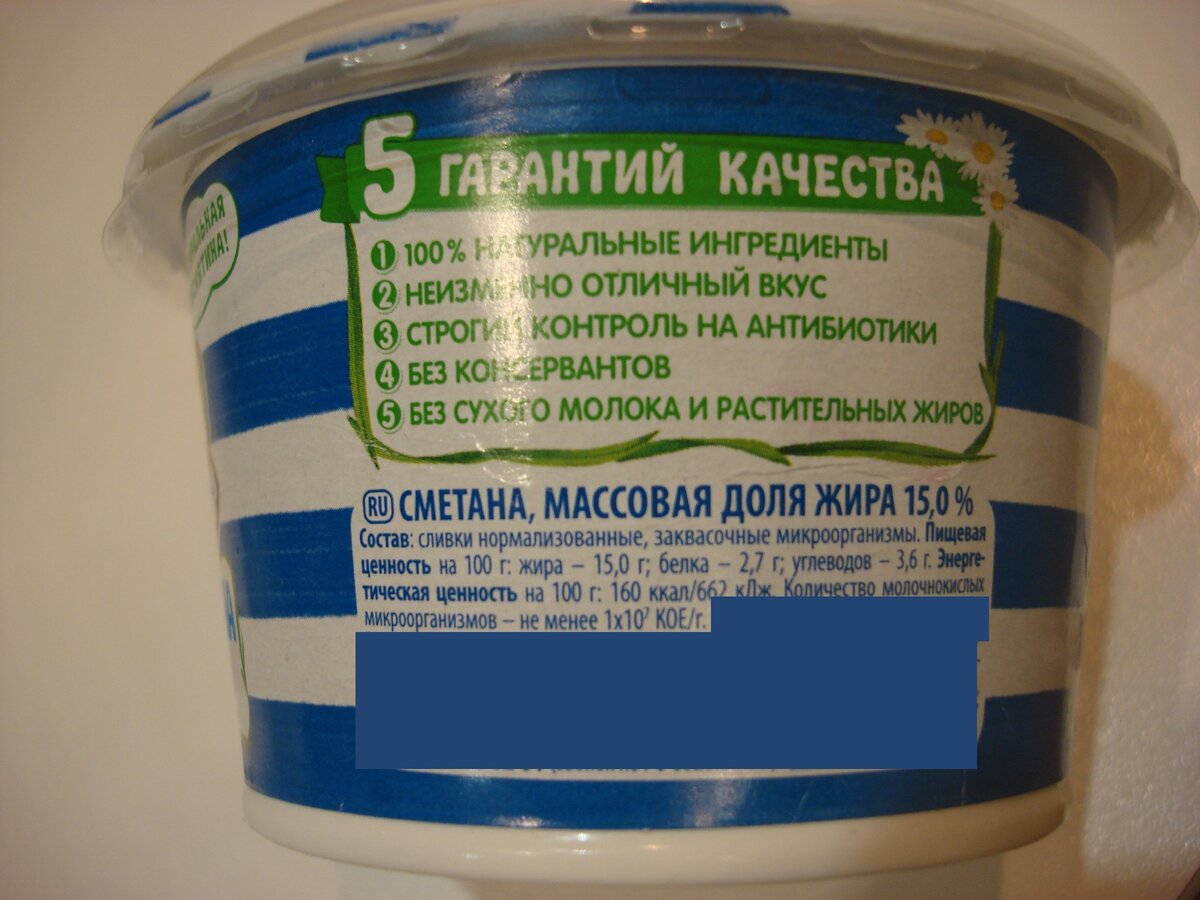 5 ГАРАНТИЙ КАЧЕСТВА
1 100% НАТУРАЛЬНЫЕ ИНГРЕДИЕНТЫ
2 НЕИЗМЕННО ОТЛИЧНЫЙ ВКУС
3 СТРОГИЙ КОНТРОЛЬ НА АНТИБИОТИКИ
4 БЕЗ КОНСЕРВАНТОВ
5 БЕЗ СУХОГО МОЛОКА И РАСТИТЕЛЬНЫХ ЖИРОВ
RU СМЕТАНА, МАССОВАЯ ДОЛЯ ЖИРА 15,0 %
Состав: сливки нормализованные, заквасочные микроорганизмы. Пищевая
ценность на 100 г: жира – 15,0 г; белка – 2,7 г; углеводов – 3,6 г. Энерге-
тическая ценность на 100 г: 160 ккал/662 кДж. Количество молочнокислых
микроорганизмов – не менее 1х10⁷ КОЕ/г.